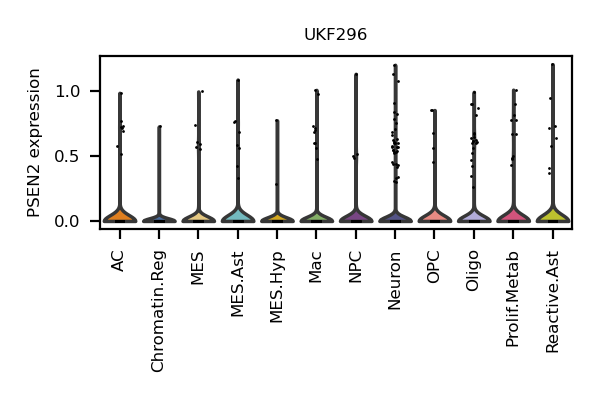 UKF296
PSEN2 expression
1.0
0.5
0.0
AC
Chromatin.Reg
MES
MES.Ast
MES.Hyp
Mac
NPC
Neuron
OPC
Oligo
Prolif.Metab
Reactive.Ast